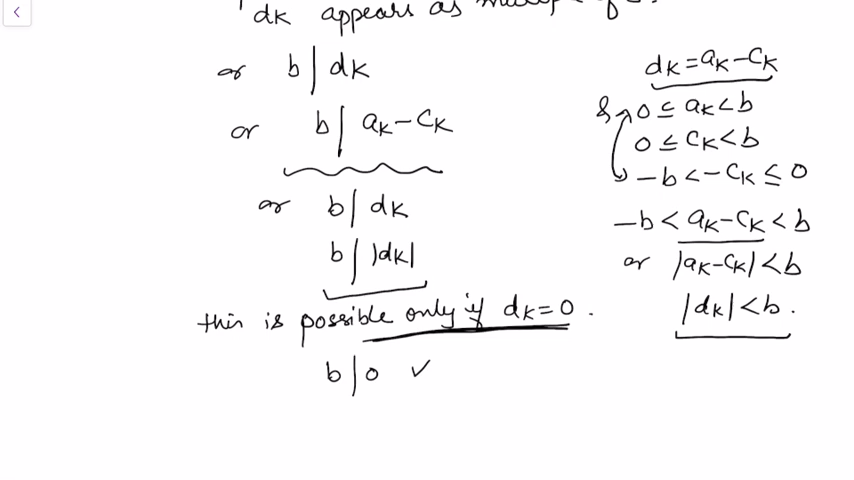 dk appears as
or b | dk
or b | ak-ck
or b | dk
b | |dk|
this is possible only if dk=0 .
b | 0 ✓
dk=ak-ck
& 0 ≤ ak<b
0 ≤ ck<b
-b<-ck≤0
-b < ak-ck < b
or |ak-ck|<b
|dk|<b.